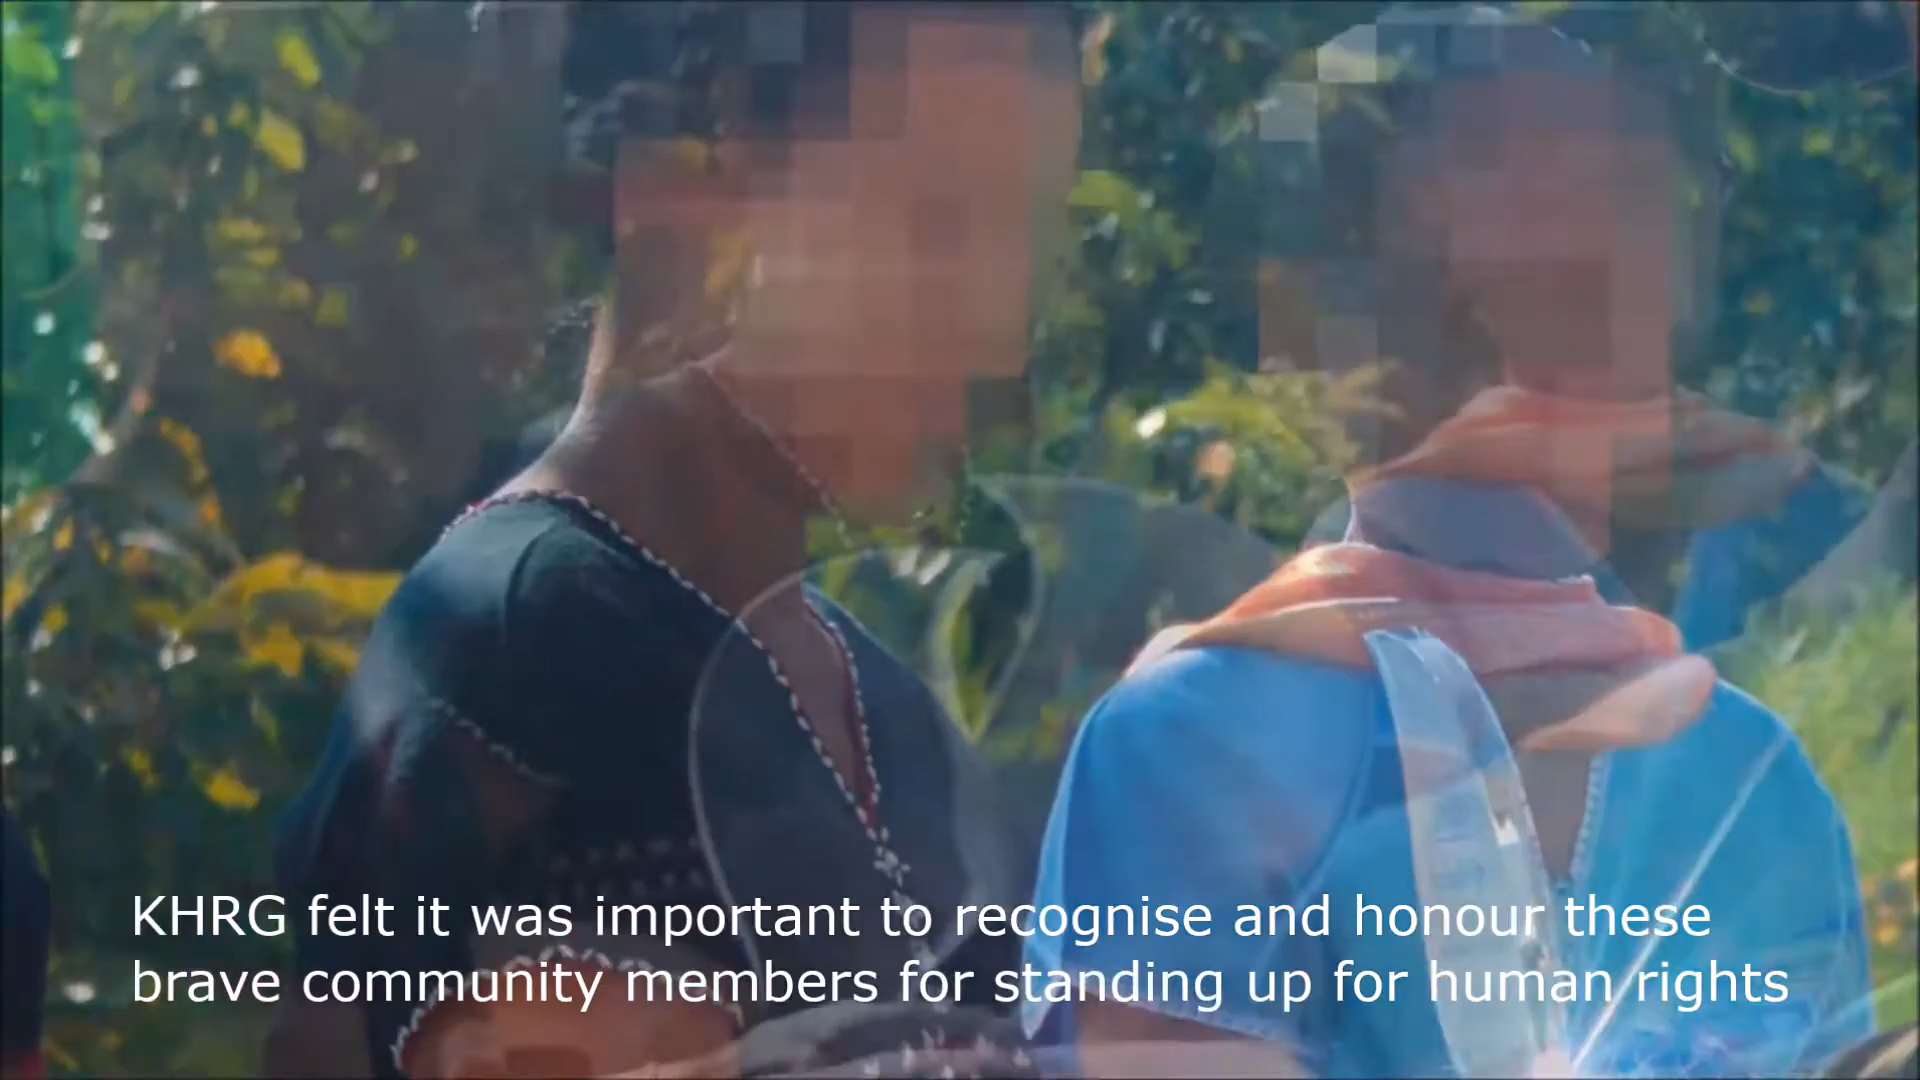 KHRG felt it was important to recognise and honour these
brave community members for standing up for human rights